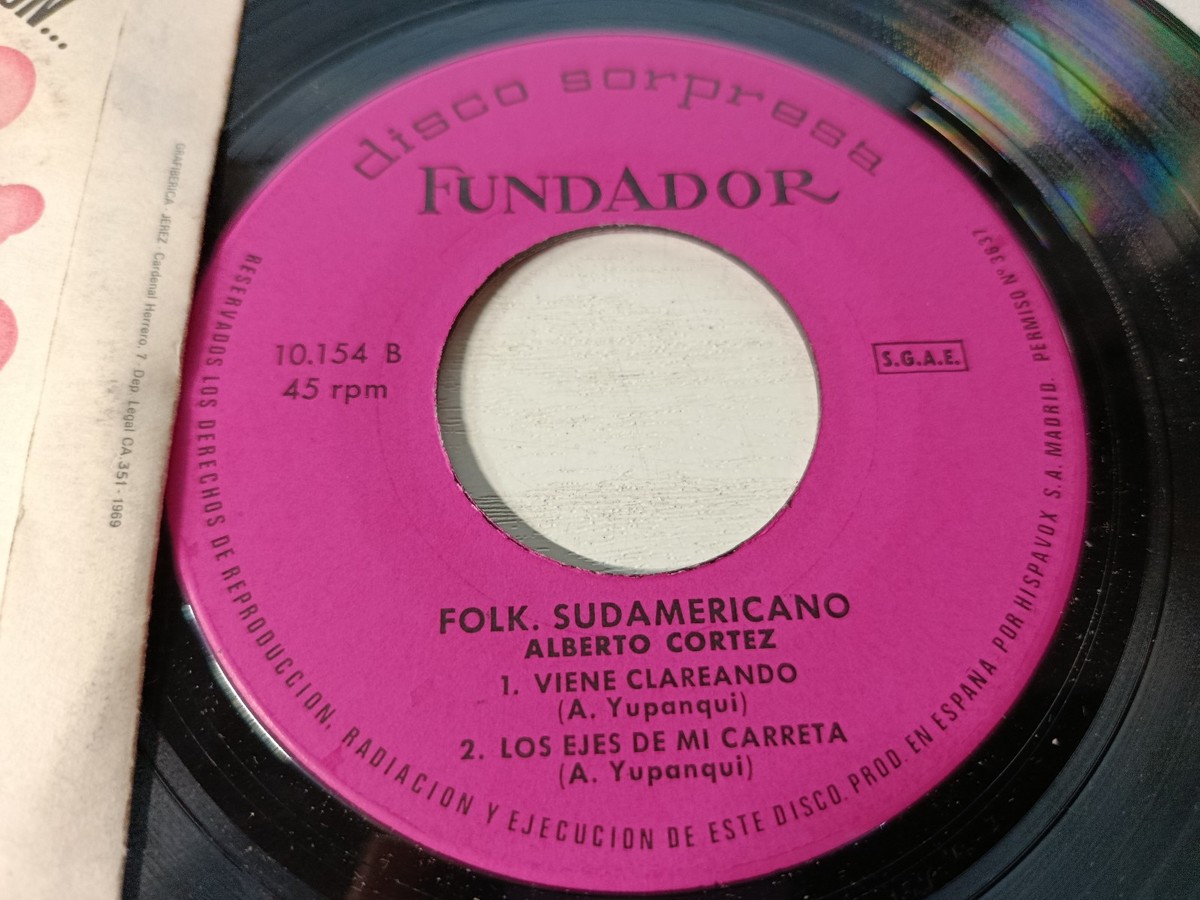 disco sorpresa
FUNDADOR
10.154 B
45 rpm
S.G.A.E.
FOLK. SUDAMERICANO
ALBERTO CORTEZ
1. VIENE CLAREANDO
(A. Yupanqui)
2. LOS EJES DE MI CARRETA
(A. Yupanqui)
RESERVADOS LOS DERECHOS DE REPRODUCCION, RADIACION Y EJECUCION DE ESTE DISCO. PROD. EN ESPAÑA POR HISPAVOX S.A. MADRID. PERMISO Nº 3637
GRAFIBERICA - JEREZ - Cardenal Herrero, 7 - Dep. Legal CA.351 - 1969